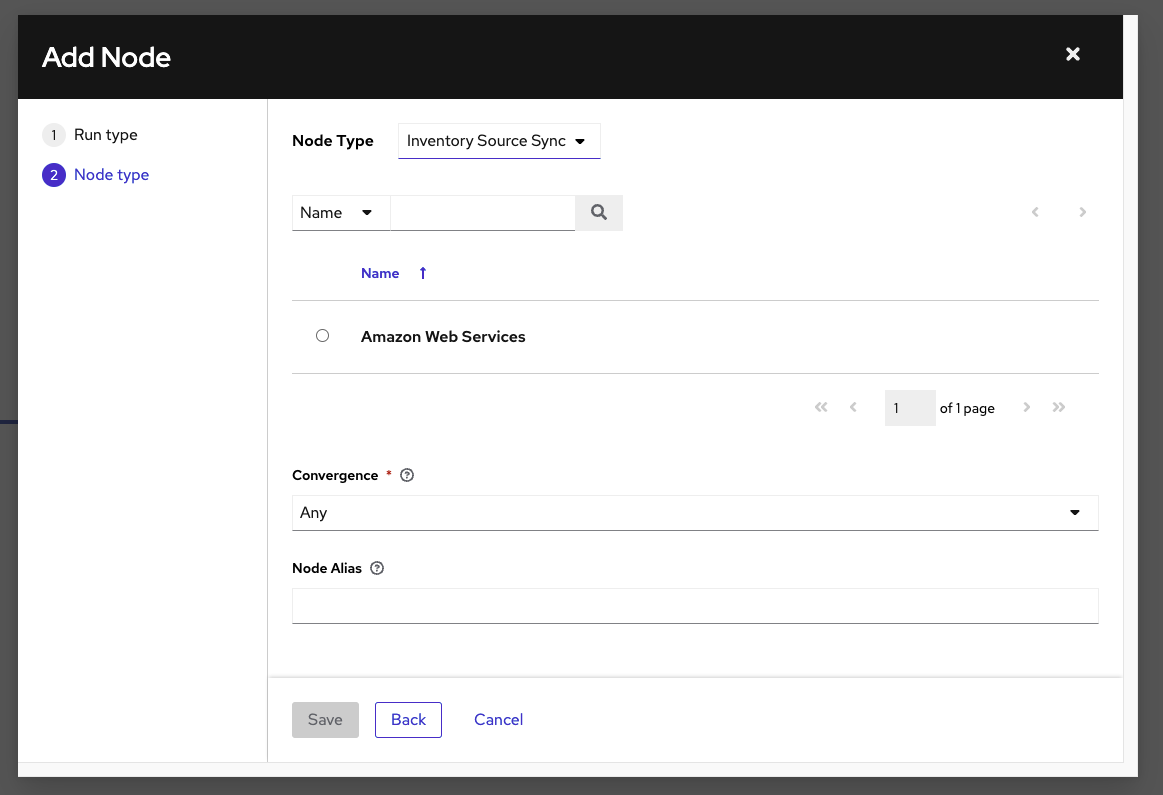 Add Node
1 Run type
2 Node type
Node Type Inventory Source Sync
Name
Name
Amazon Web Services
1 of 1 page
Convergence *
Any
Node Alias
Save Back Cancel